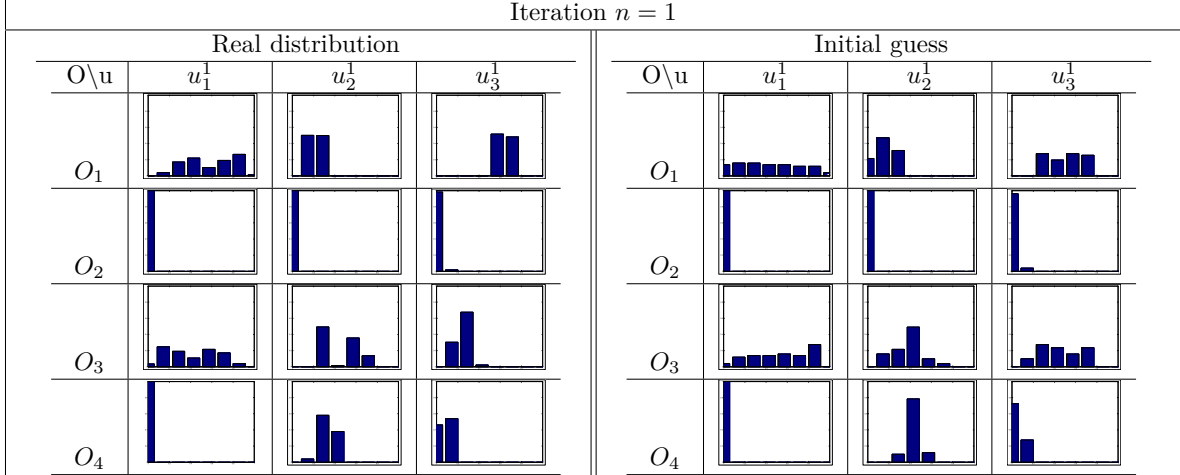 Iteration $n = 1$
Real distribution Initial guess
O\u $u_1^1$ $u_2^1$ $u_3^1$ O\u $u_1^1$ $u_2^1$ $u_3^1$
$O_1$ $O_1$
$O_2$ $O_2$
$O_3$ $O_3$
$O_4$ $O_4$